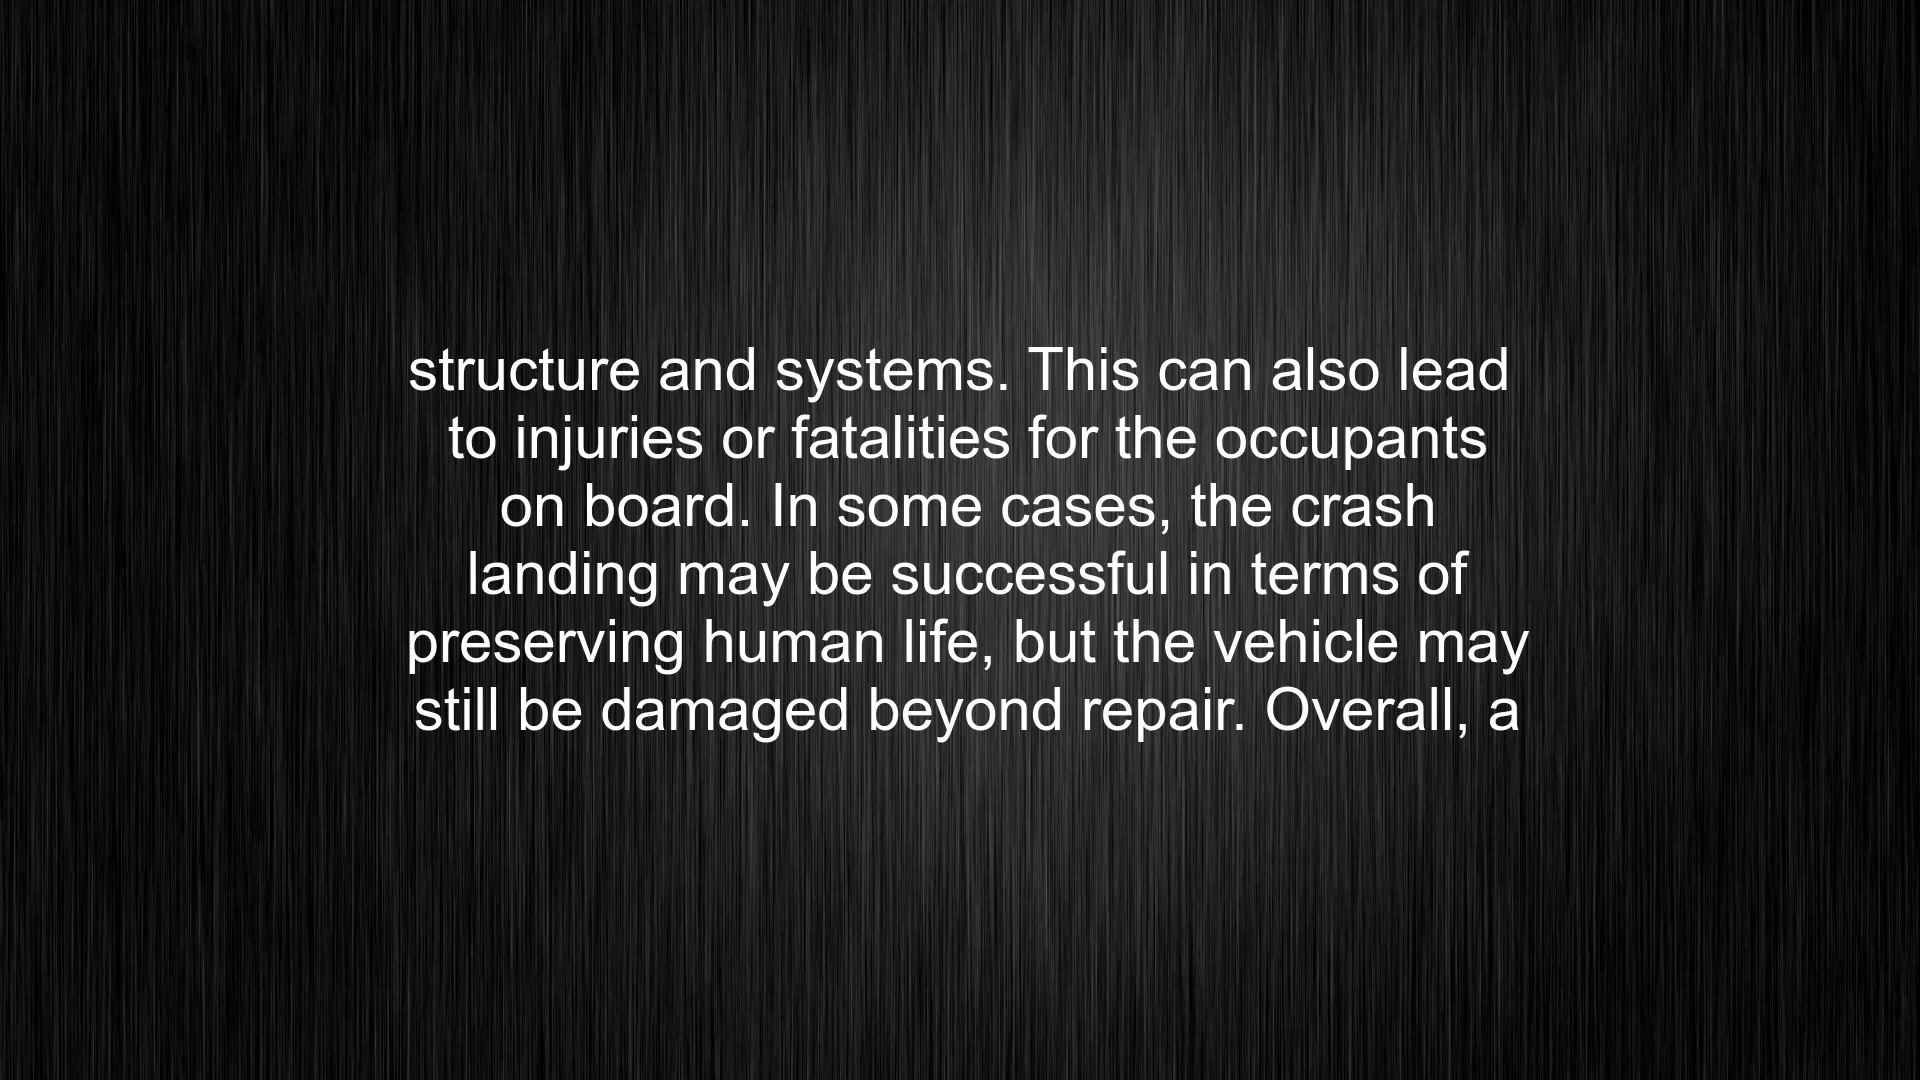 structure and systems. This can also lead
to injuries or fatalities for the occupants
on board. In some cases, the crash
landing may be successful in terms of
preserving human life, but the vehicle may
still be damaged beyond repair. Overall, a